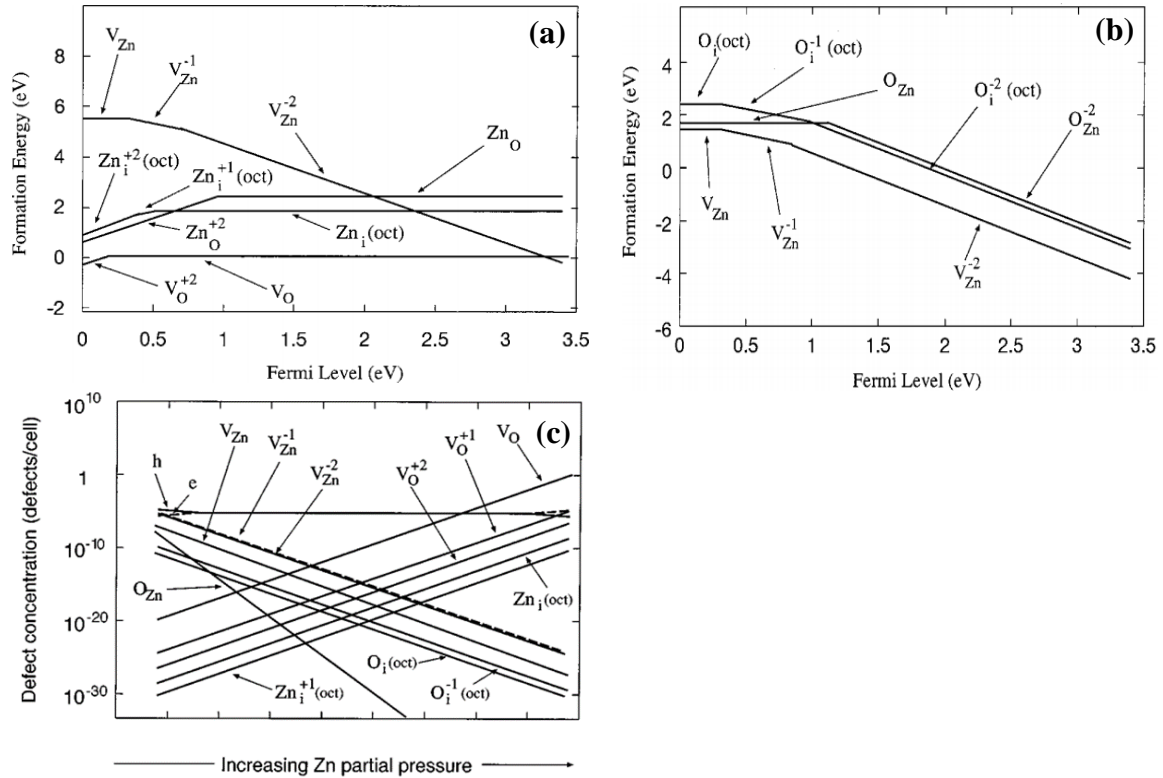 (a)
V_Zn
V_Zn^-1
V_Zn^-2
Zn_O
Zn_i^+2(oct)
Zn_i^+1(oct)
Zn_O^+2
Zn_i(oct)
V_O^+2
V_O
Formation Energy (eV)
10
8
6
4
2
0
-2
0 0.5 1 1.5 2 2.5 3 3.5
Fermi Level (eV)
(b)
O_i(oct)
O_i^-1 (oct)
O_Zn
O_i^-2 (oct)
O_Zn^-2
V_Zn
V_Zn^-1
V_Zn^-2
Formation Energy (eV)
4
2
0
-2
-4
-6
0 0.5 1 1.5 2 2.5 3 3.5
Fermi Level (eV)
(c)
h
e
V_Zn
V_Zn^-1
V_Zn^-2
V_O^+2
V_O^+1
V_O
O_Zn
Zn_i(oct)
O_i(oct)
Zn_i^+1(oct)
O_i^-1(oct)
Defect concentration (defects/cell)
10^10
1
10^-10
10^-20
10^-30
Increasing Zn partial pressure